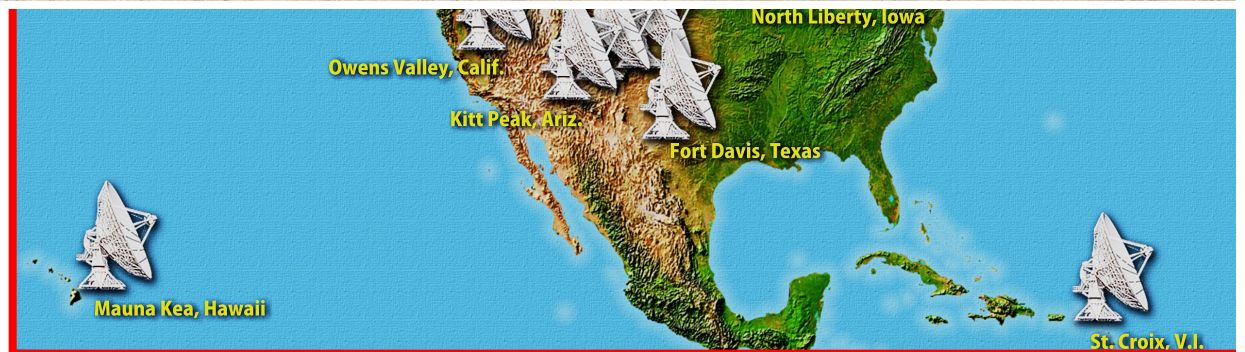 North Liberty, Iowa
Owens Valley, Calif.
Kitt Peak, Ariz.
Fort Davis, Texas
Mauna Kea, Hawaii
St. Croix, V.I.